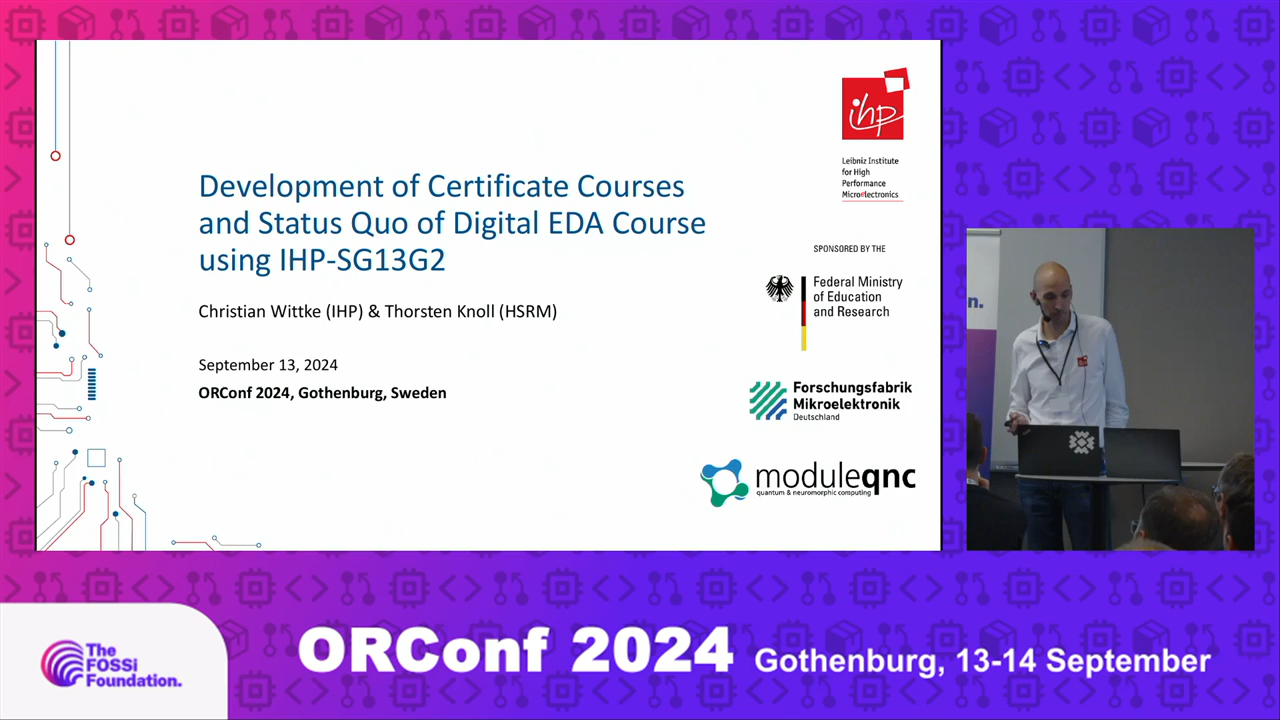 Development of Certificate Courses
and Status Quo of Digital EDA Course
using IHP-SG13G2
Christian Wittke (IHP) & Thorsten Knoll (HSRM)
September 13, 2024
ORConf 2024, Gothenburg, Sweden
ihp
Leibniz Institute
for High
Performance
Microelectronics
SPONSORED BY THE
Federal Ministry
of Education
and Research
Forschungsfabrik
Mikroelektronik
Deutschland
moduleqnc
quantum & neuromorphic computing
n.
The
FOSSi
Foundation.
ORConf 2024 Gothenburg, 13-14 September